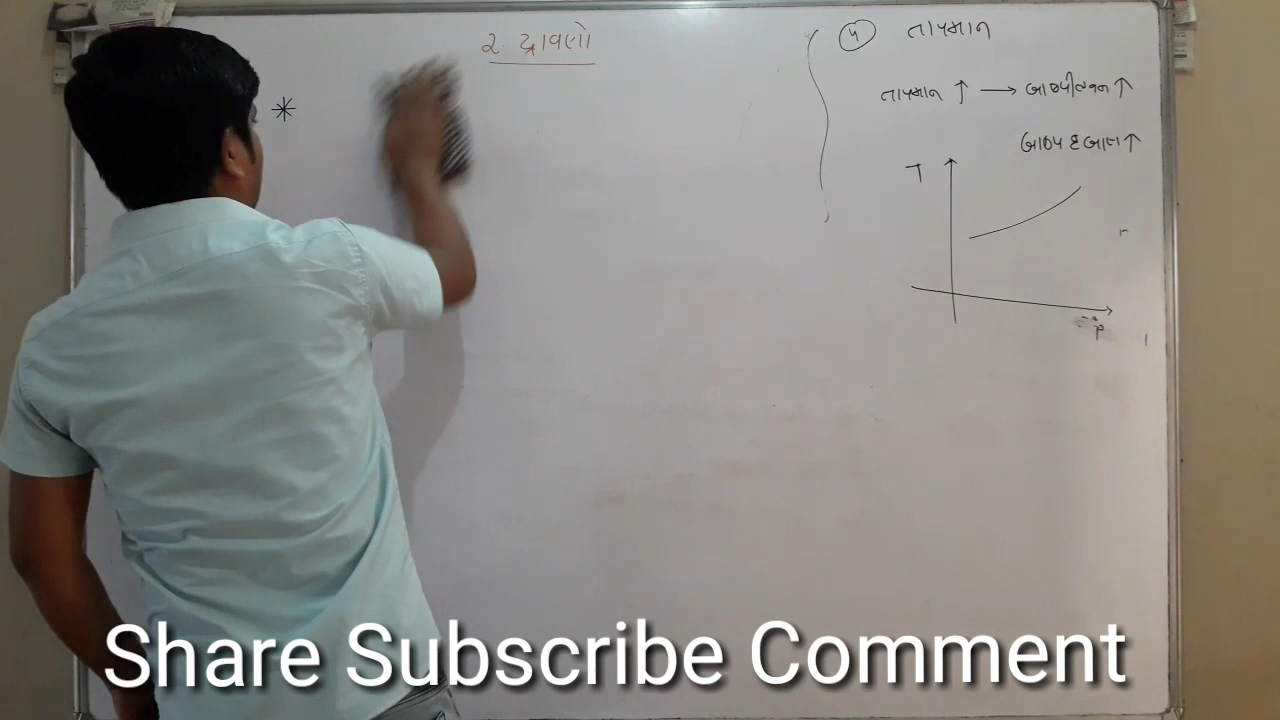 ૨ દ્રાવણો
*
૫ તાપમાન
તાપમાન ↑ → બાષ્પીભવન ↑
બાષ્પ દબાણ ↑
T
P
Share Subscribe Comment